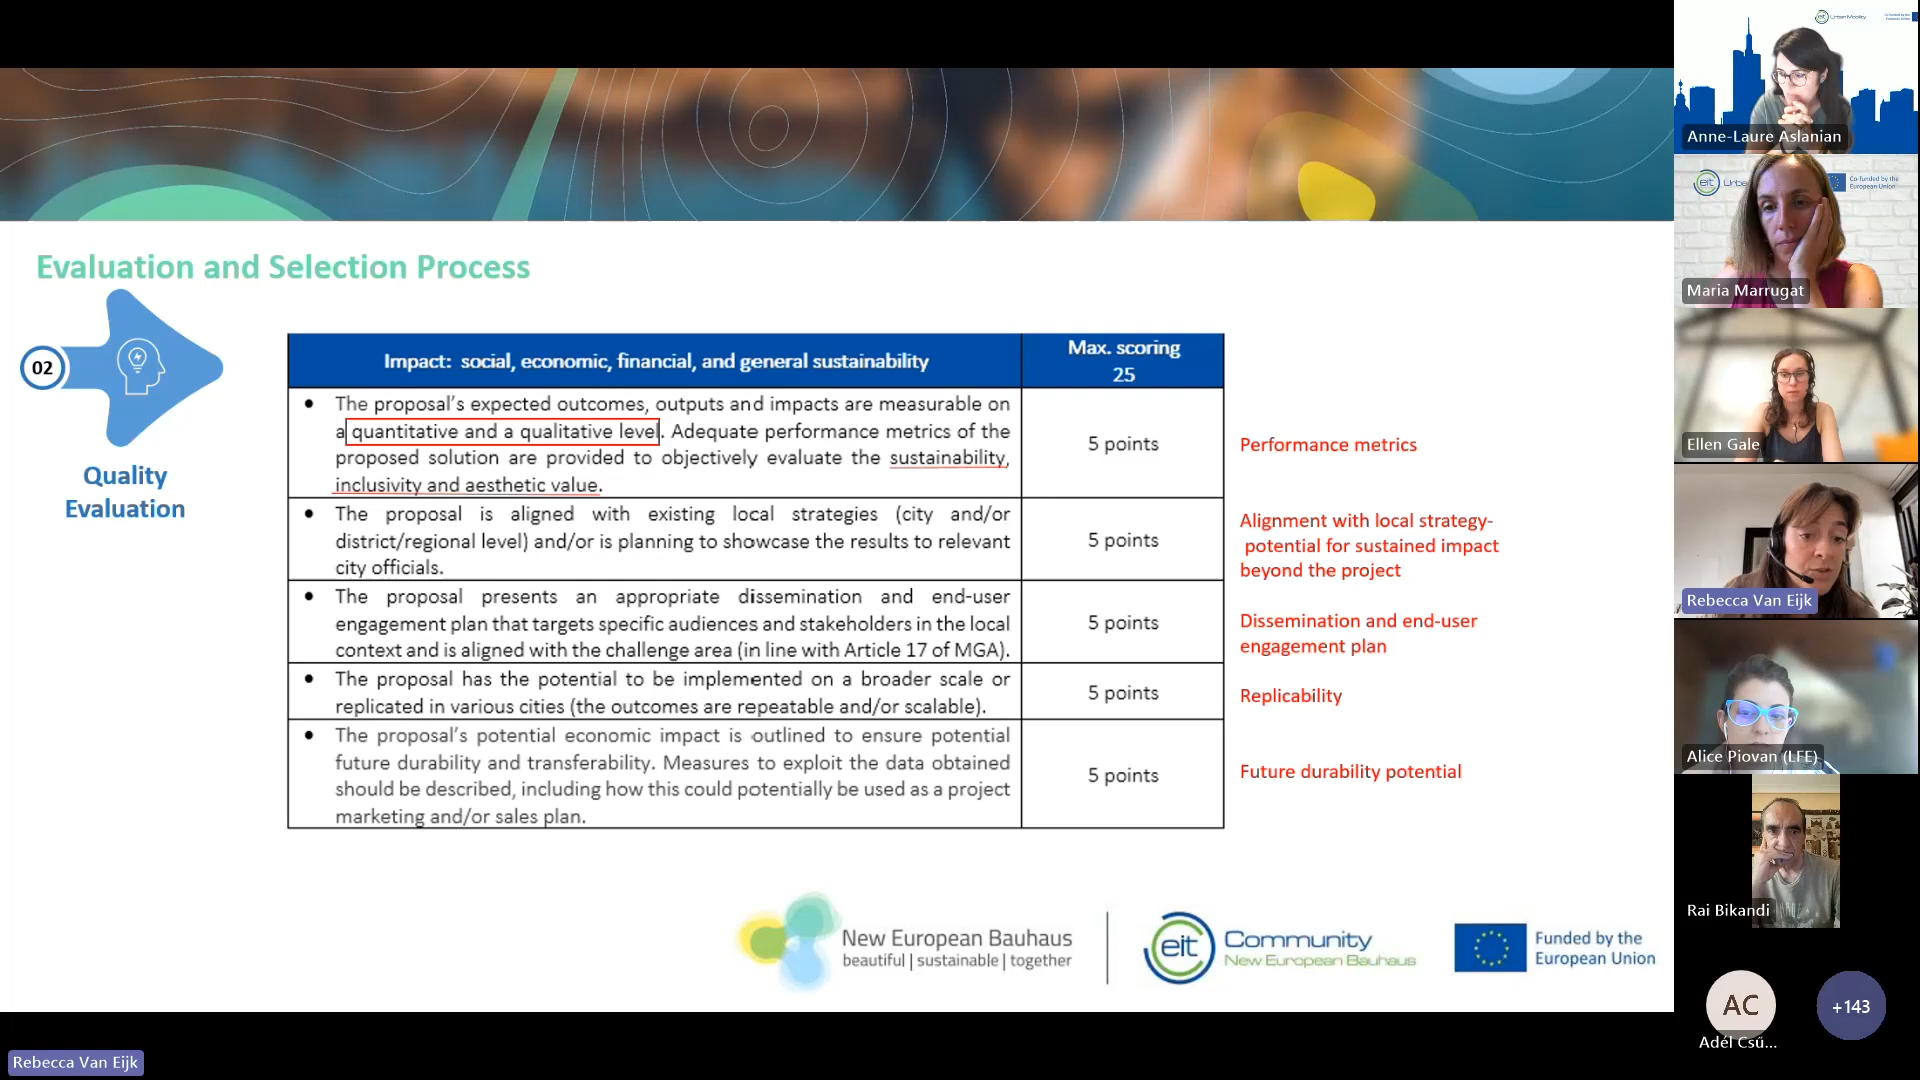 Evaluation and Selection Process
02
Quality
Evaluation
Impact: social, economic, financial, and general sustainability
Max. scoring
25
• The proposal's expected outcomes, outputs and impacts are measurable on
a quantitative and a qualitative level. Adequate performance metrics of the
proposed solution are provided to objectively evaluate the sustainability,
inclusivity and aesthetic value.
5 points
Performance metrics
• The proposal is aligned with existing local strategies (city and/or
district/regional level) and/or is planning to showcase the results to relevant
city officials.
5 points
Alignment with local strategy-
potential for sustained impact
beyond the project
• The proposal presents an appropriate dissemination and end-user
engagement plan that targets specific audiences and stakeholders in the local
context and is aligned with the challenge area (in line with Article 17 of MGA).
5 points
Dissemination and end-user
engagement plan
• The proposal has the potential to be implemented on a broader scale or
replicated in various cities (the outcomes are repeatable and/or scalable).
5 points
Replicability
• The proposal's potential economic impact is outlined to ensure potential
future durability and transferability. Measures to exploit the data obtained
should be described, including how this could potentially be used as a project
marketing and/or sales plan.
5 points
Future durability potential
New European Bauhaus
beautiful | sustainable | together
eit Community
New European Bauhaus
Funded by the
European Union
Rebecca Van Eijk
eit Urban Mobility
Anne-Laure Aslanian
eit
Co-funded by the
European Union
Maria Marrugat
Ellen Gale
Rebecca Van Eijk
Alice Piovan (LFE)
Rai Bikandi
AC
Adél Csű...
+143